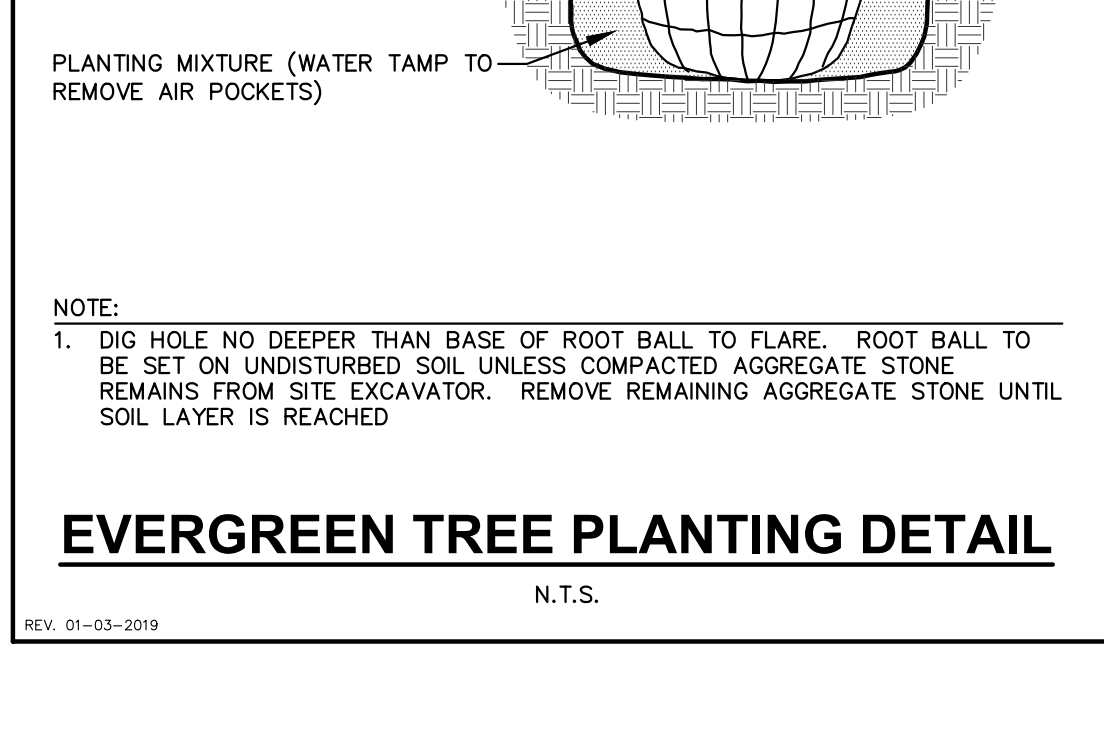 PLANTING MIXTURE (WATER TAMP TO
REMOVE AIR POCKETS)
NOTE:
1. DIG HOLE NO DEEPER THAN BASE OF ROOT BALL TO FLARE. ROOT BALL TO
BE SET ON UNDISTURBED SOIL UNLESS COMPACTED AGGREGATE STONE
REMAINS FROM SITE EXCAVATOR. REMOVE REMAINING AGGREGATE STONE UNTIL
SOIL LAYER IS REACHED
EVERGREEN TREE PLANTING DETAIL
N.T.S.
REV. 01-03-2019